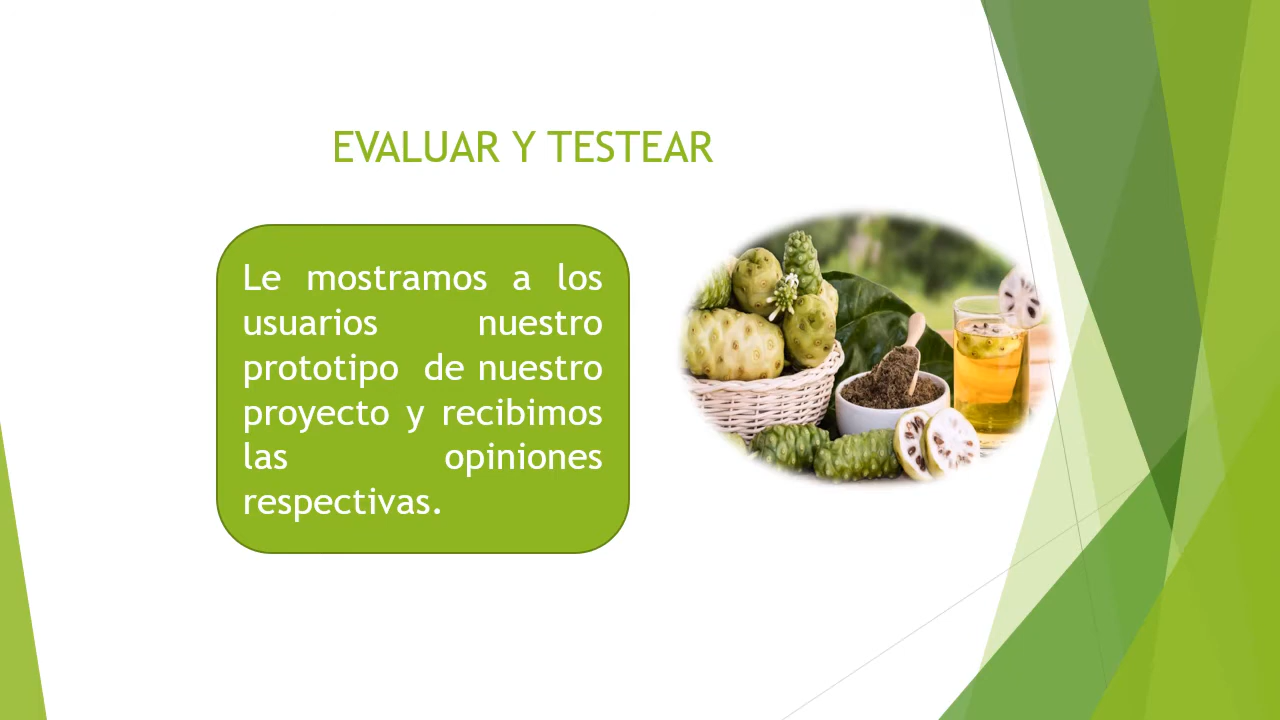 EVALUAR Y TESTEAR
Le mostramos a los
usuarios nuestro
prototipo de nuestro
proyecto y recibimos
las opiniones
respectivas.